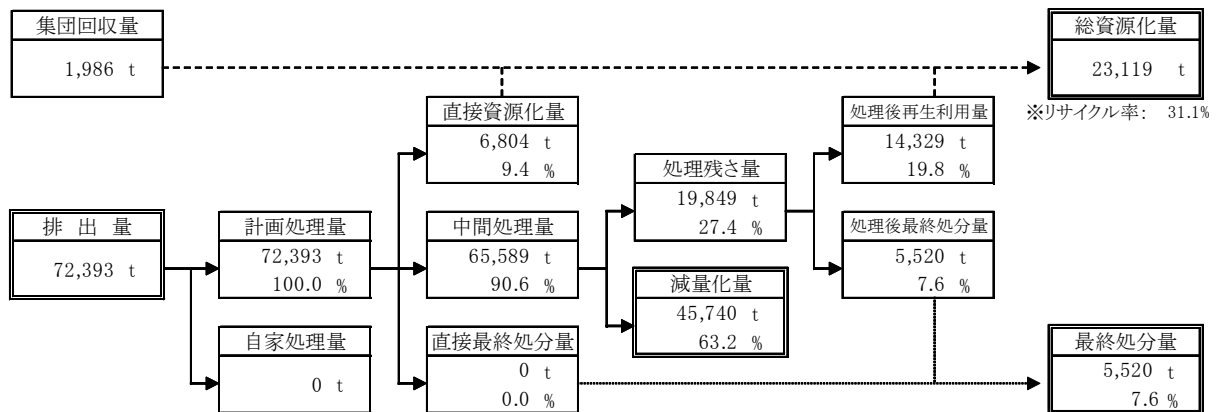 集団回収量
1,986 t
総資源化量
23,119 t
※リサイクル率: 31.1%
直接資源化量
6,804 t
9.4 %
処理後再生利用量
14,329 t
19.8 %
処理残さ量
19,849 t
27.4 %
排 出 量
72,393 t
計画処理量
72,393 t
100.0 %
中間処理量
65,589 t
90.6 %
処理後最終処分量
5,520 t
7.6 %
減量化量
45,740 t
63.2 %
自家処理量
0 t
直接最終処分量
0 t
0.0 %
最終処分量
5,520 t
7.6 %